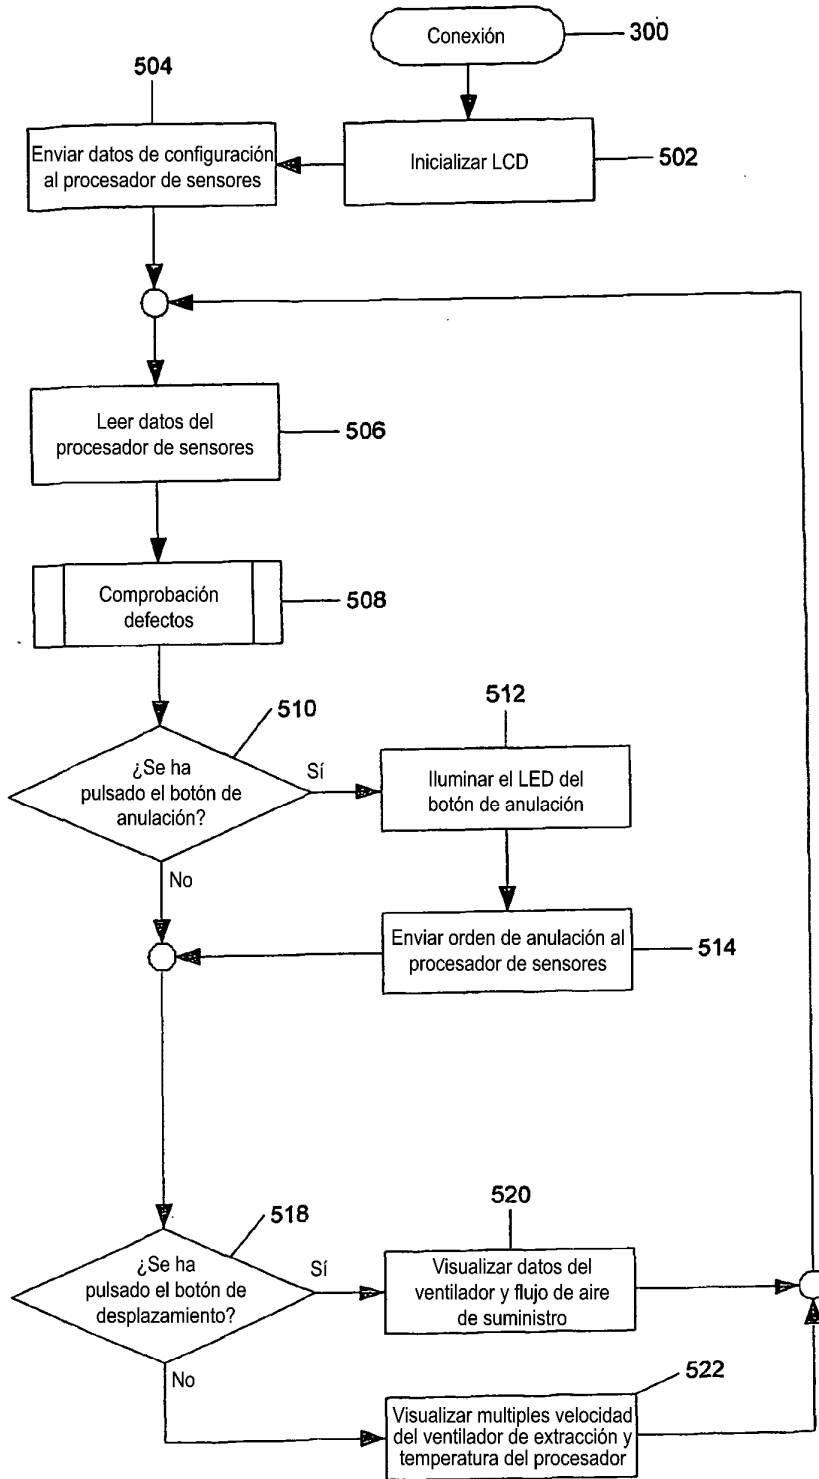 Conexión
300
504
Enviar datos de configuración
al procesador de sensores
Inicializar LCD
502
Leer datos del
procesador de sensores
506
Comprobación
defectos
508
510
¿Se ha
pulsado el botón de
anulación?
Sí
No
512
Iluminar el LED del
botón de anulación
Enviar orden de anulación al
procesador de sensores
514
518
¿Se ha
pulsado el botón de
desplazamiento?
Sí
No
520
Visualizar datos del
ventilador y flujo de aire
de suministro
522
Visualizar multiples velocidad
del ventilador de extracción y
temperatura del procesador